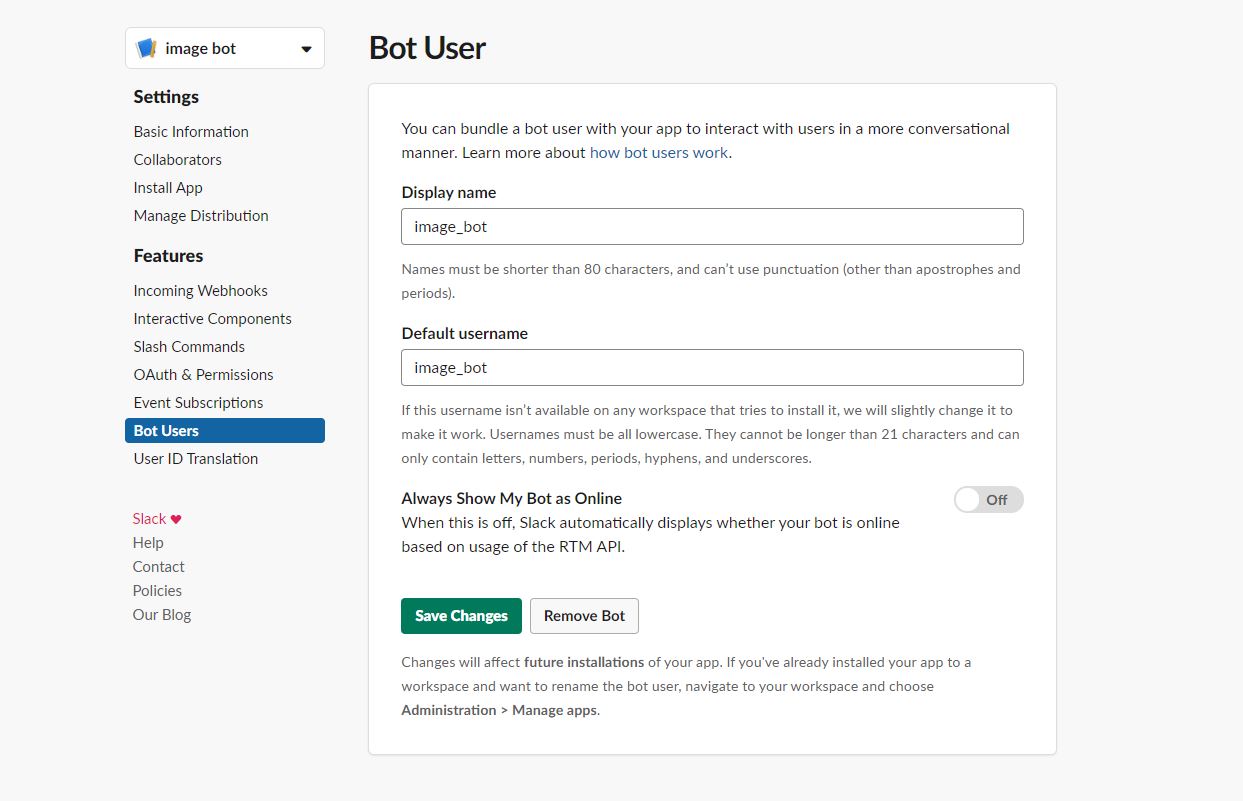 image bot
Settings
Basic Information
Collaborators
Install App
Manage Distribution
Features
Incoming Webhooks
Interactive Components
Slash Commands
OAuth & Permissions
Event Subscriptions
Bot Users
User ID Translation
Slack ♥
Help
Contact
Policies
Our Blog
Bot User
You can bundle a bot user with your app to interact with users in a more conversational
manner. Learn more about how bot users work.
Display name
image_bot
Names must be shorter than 80 characters, and can’t use punctuation (other than apostrophes and
periods).
Default username
image_bot
If this username isn’t available on any workspace that tries to install it, we will slightly change it to
make it work. Usernames must be all lowercase. They cannot be longer than 21 characters and can
only contain letters, numbers, periods, hyphens, and underscores.
Always Show My Bot as Online
Off
When this is off, Slack automatically displays whether your bot is online
based on usage of the RTM API.
Save Changes
Remove Bot
Changes will affect future installations of your app. If you've already installed your app to a
workspace and want to rename the bot user, navigate to your workspace and choose
Administration > Manage apps.